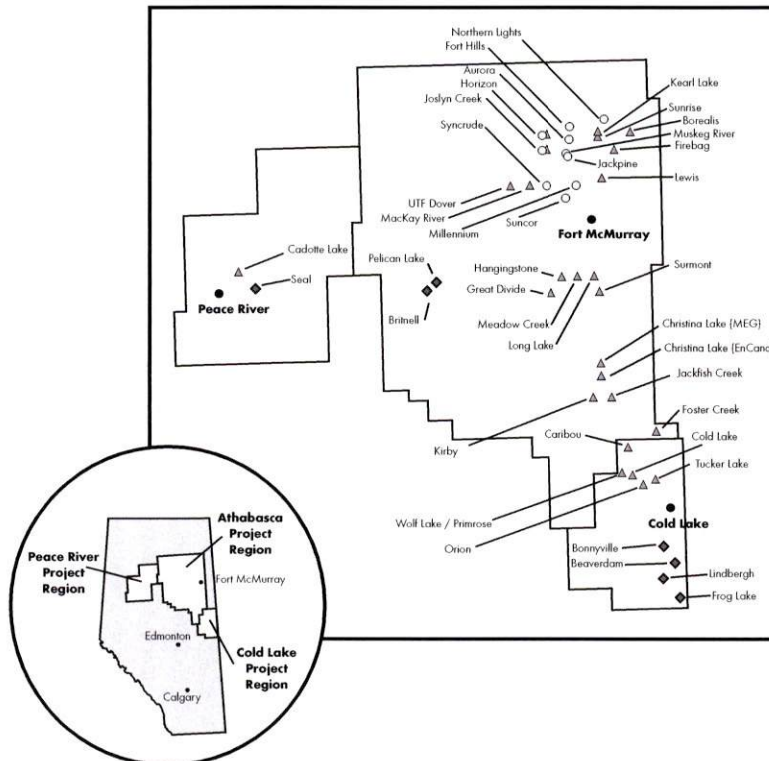 Northern Lights
Fort Hills
Aurora
Horizon
Joslyn Creek
Syncrude
Kearl Lake
Sunrise
Borealis
Muskeg River
Firebag
Jackpine
Lewis
UTF Dover
MacKay River
Millennium
Suncor
Fort McMurray
Cadotte Lake
Seal
Peace River
Pelican Lake
Britnell
Hangingstone
Great Divide
Surmont
Meadow Creek
Long Lake
Christina Lake {MEG}
Christina Lake {EnCana
Jackfish Creek
Foster Creek
Kirby
Caribou
Cold Lake
Tucker Lake
Wolf Lake / Primrose
Orion
Cold Lake
Bonnyville
Beaverdam
Lindbergh
Frog Lake
Athabasca
Project
Region
Peace River
Project
Region
Fort McMurray
Edmonton
Cold Lake
Project
Region
Calgary